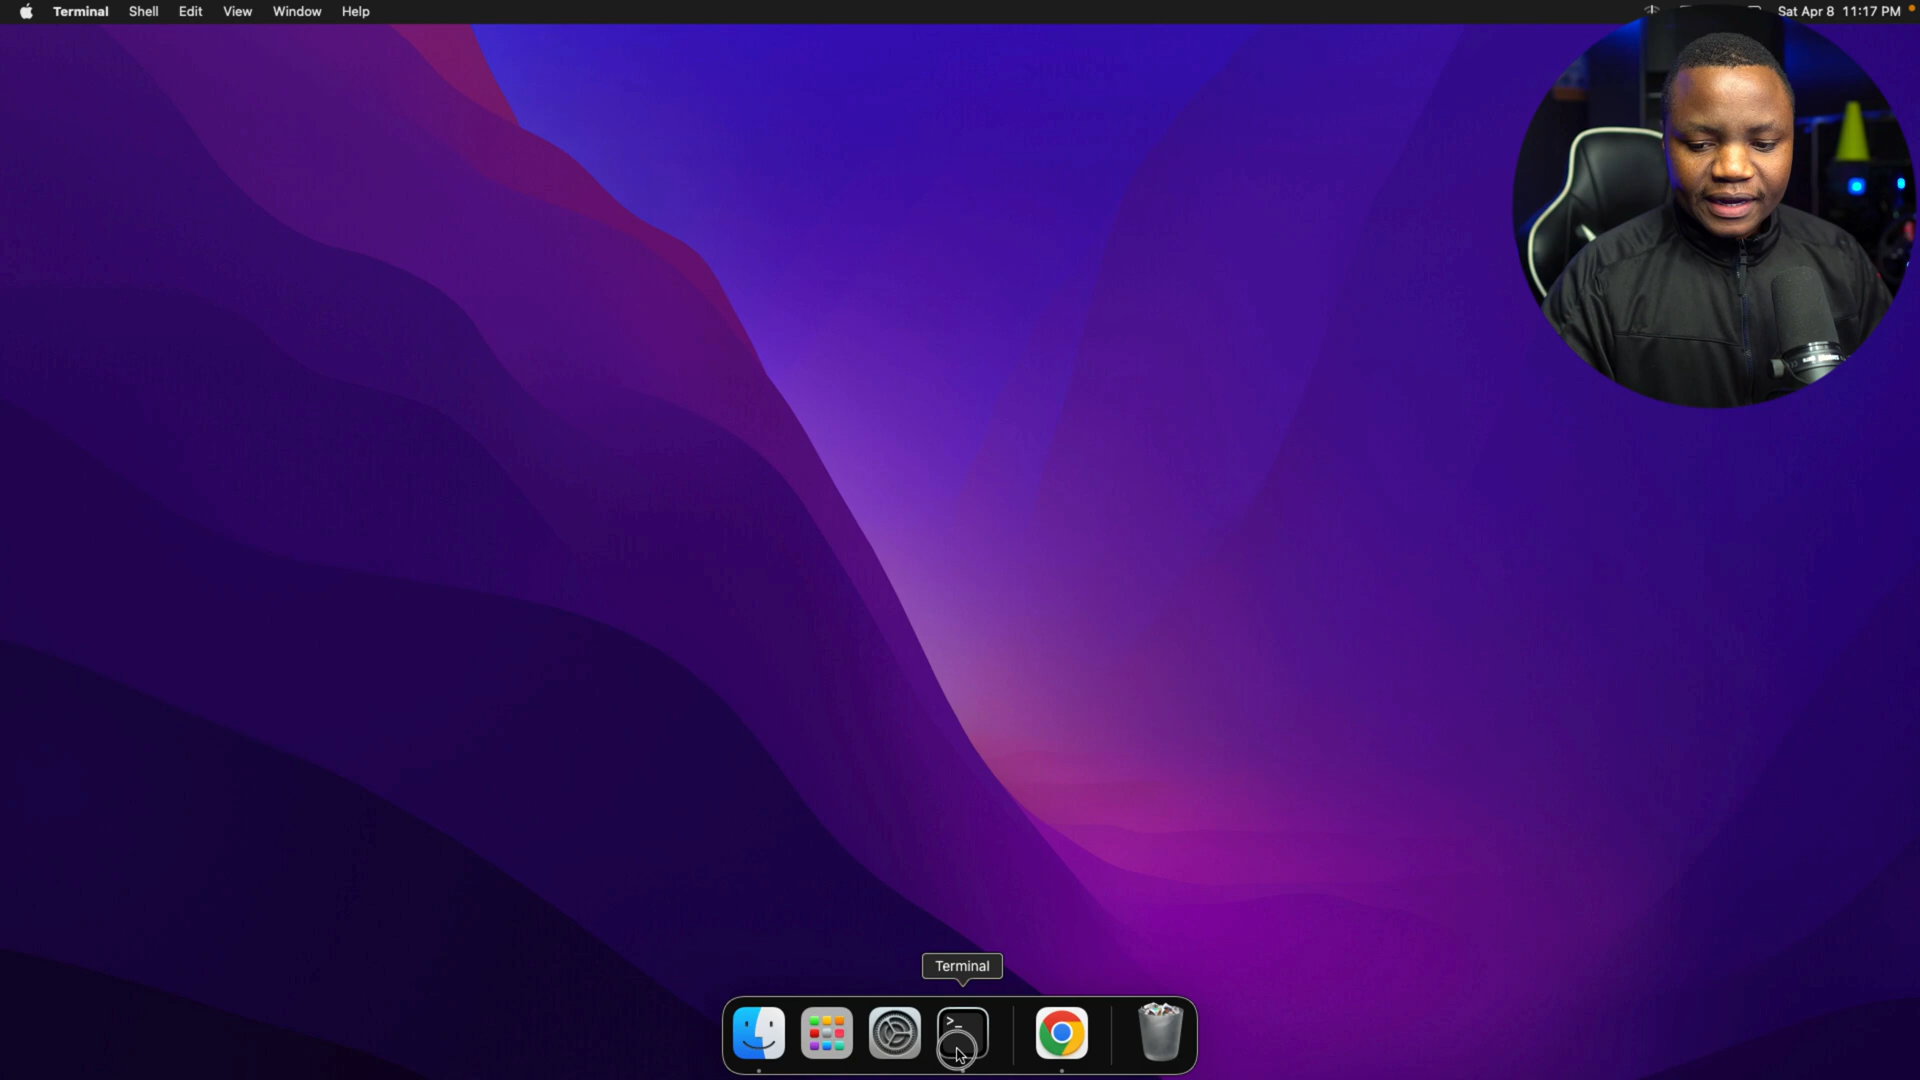 Terminal Shell Edit View Window Help Sat Apr 8 11:17 PM
Terminal
>_